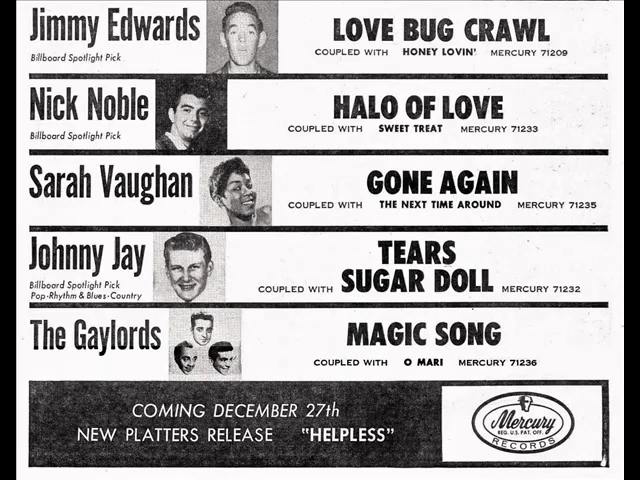 Jimmy Edwards
Billboard Spotlight Pick
LOVE BUG CRAWL
COUPLED WITH HONEY LOVIN' MERCURY 71209
Nick Noble
Billboard Spotlight Pick
HALO OF LOVE
COUPLED WITH SWEET TREAT MERCURY 71233
Sarah Vaughan
GONE AGAIN
COUPLED WITH THE NEXT TIME AROUND MERCURY 71235
Johnny Jay
Billboard Spotlight Pick
Pop-Rhythm & Blues-Country
TEARS
COUPLED WITH SUGAR DOLL MERCURY 71232
The Gaylords
MAGIC SONG
COUPLED WITH O MARI MERCURY 71236
COMING DECEMBER 27th
NEW PLATTERS RELEASE "HELPLESS"
Mercury
REG. U.S. PAT. OFF.
RECORDS